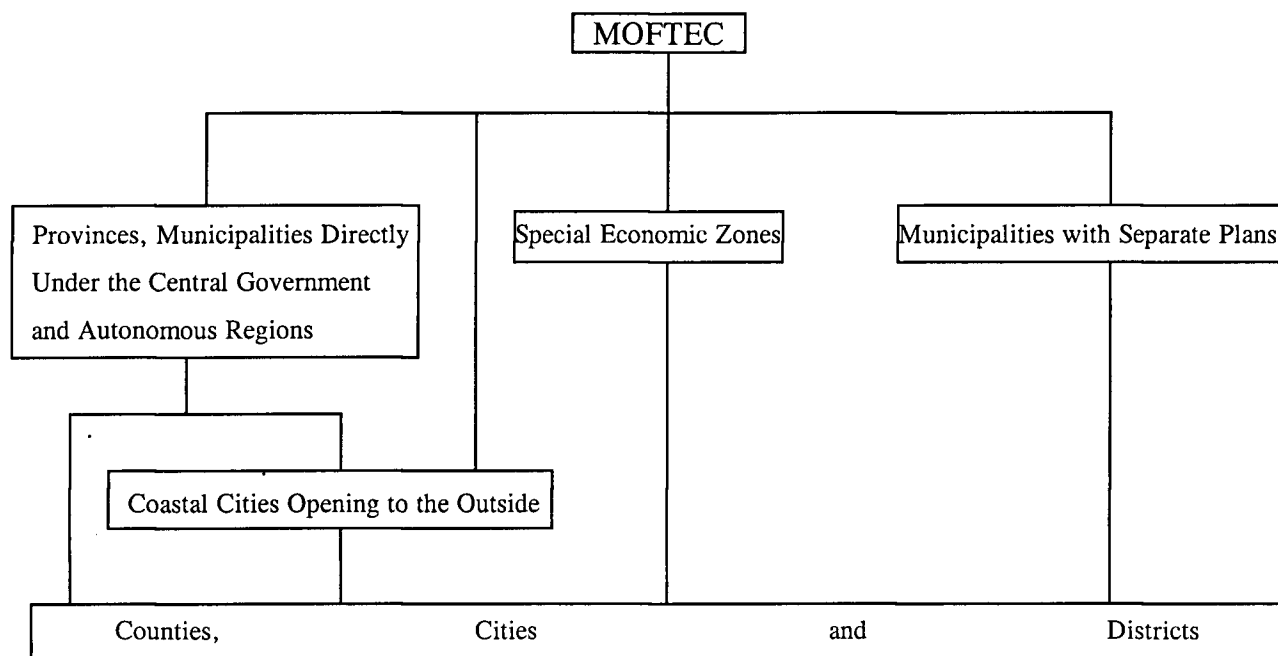 MOFTEC
Provinces, Municipalities Directly
Under the Central Government
and Autonomous Regions
Special Economic Zones
Municipalities with Separate Plans
Coastal Cities Opening to the Outside
Counties, Cities and Districts